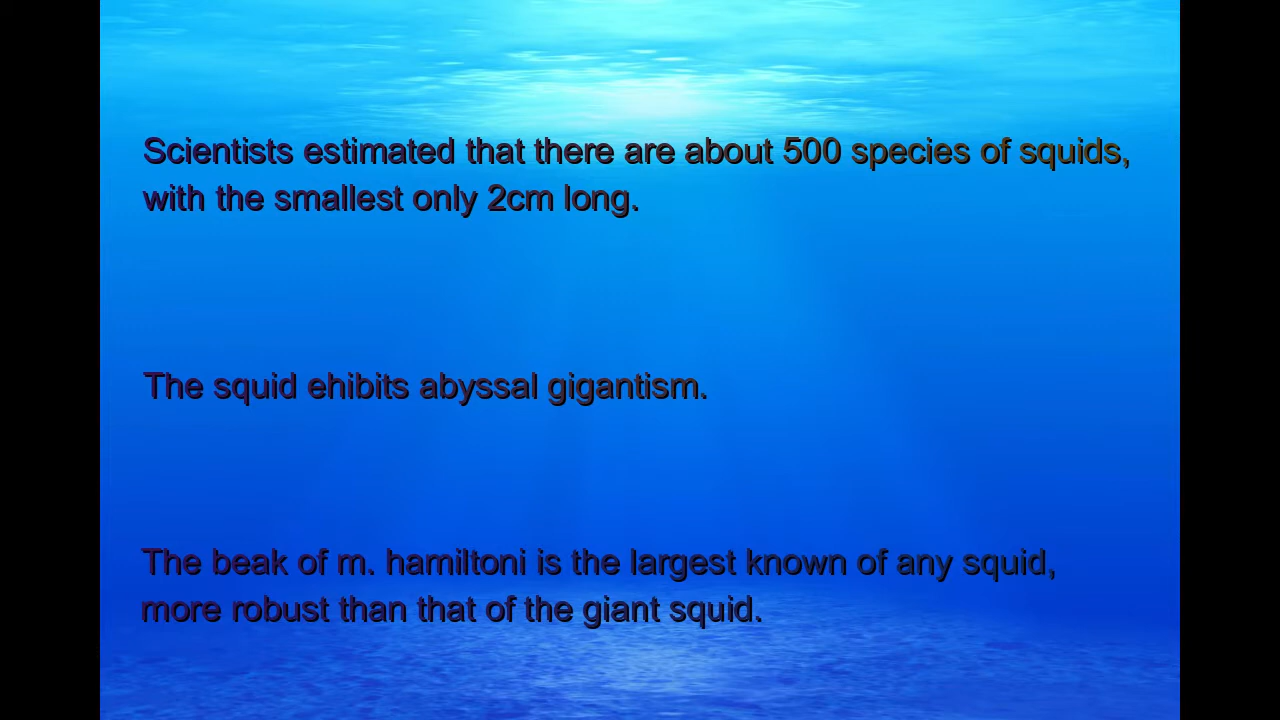 Scientists estimated that there are about 500 species of squids,
with the smallest only 2cm long.
The squid ehibits abyssal gigantism.
The beak of m. hamiltoni is the largest known of any squid,
more robust than that of the giant squid.